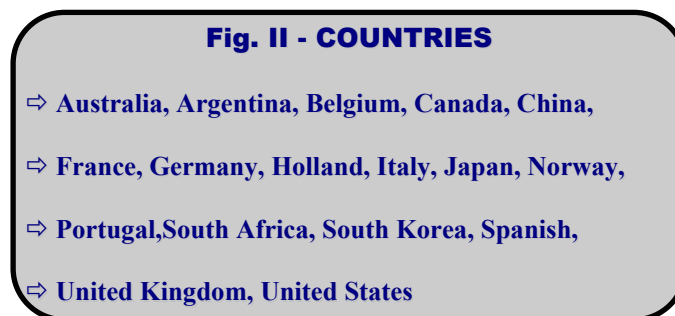 Fig. II - COUNTRIES
⇨ Australia, Argentina, Belgium, Canada, China,
⇨ France, Germany, Holland, Italy, Japan, Norway,
⇨ Portugal,South Africa, South Korea, Spanish,
⇨ United Kingdom, United States